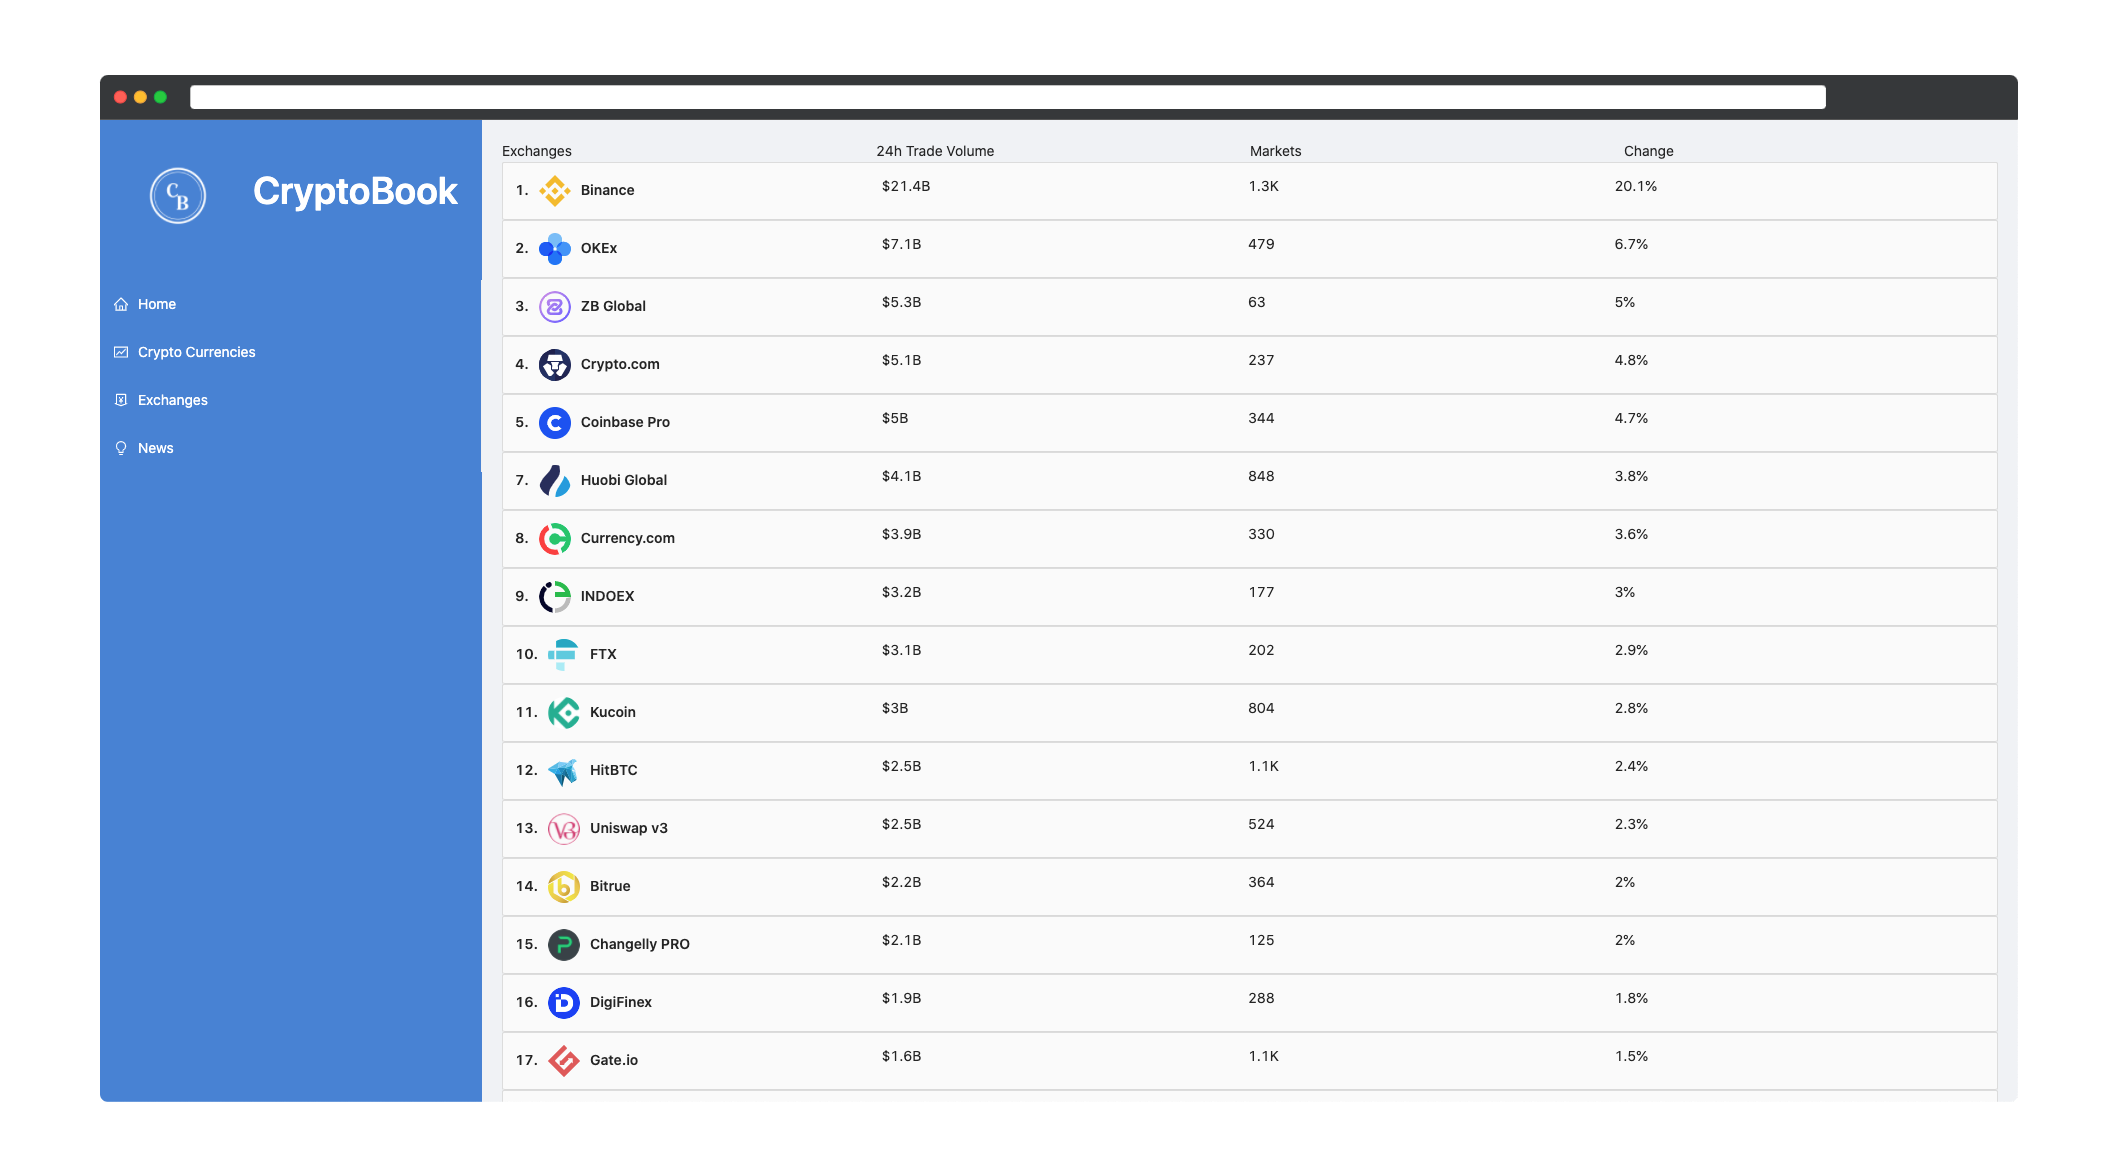 CB
CryptoBook
Home
Crypto Currencies
Exchanges
News
Exchanges 24h Trade Volume Markets Change
1. Binance $21.4B 1.3K 20.1%
2. OKEx $7.1B 479 6.7%
3. ZB Global $5.3B 63 5%
4. Crypto.com $5.1B 237 4.8%
5. Coinbase Pro $5B 344 4.7%
7. Huobi Global $4.1B 848 3.8%
8. Currency.com $3.9B 330 3.6%
9. INDOEX $3.2B 177 3%
10. FTX $3.1B 202 2.9%
11. Kucoin $3B 804 2.8%
12. HitBTC $2.5B 1.1K 2.4%
13. V3 Uniswap v3 $2.5B 524 2.3%
14. Bitrue $2.2B 364 2%
15. Changelly PRO $2.1B 125 2%
16. DigiFinex $1.9B 288 1.8%
17. Gate.io $1.6B 1.1K 1.5%